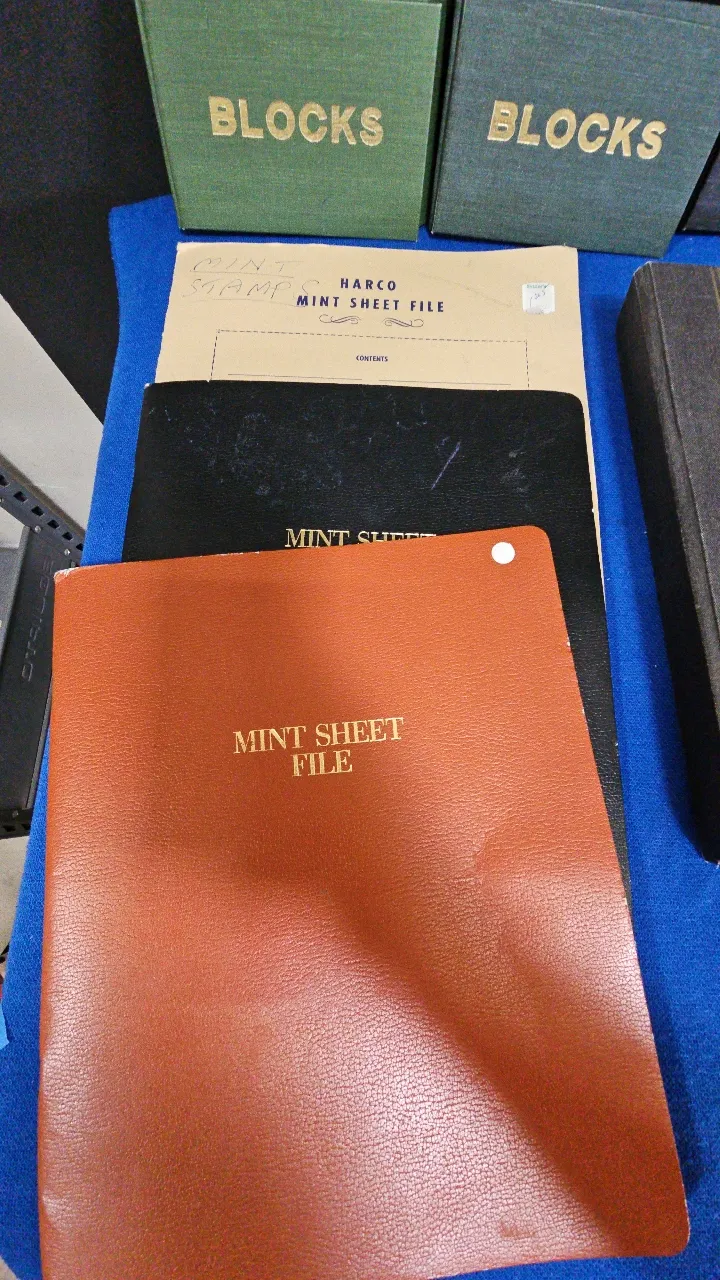 BLOCKS
BLOCKS
MINT
STAMPS
HARCO
MINT SHEET FILE
CONTENTS
MINT SHEET
MINT SHEET
FILE